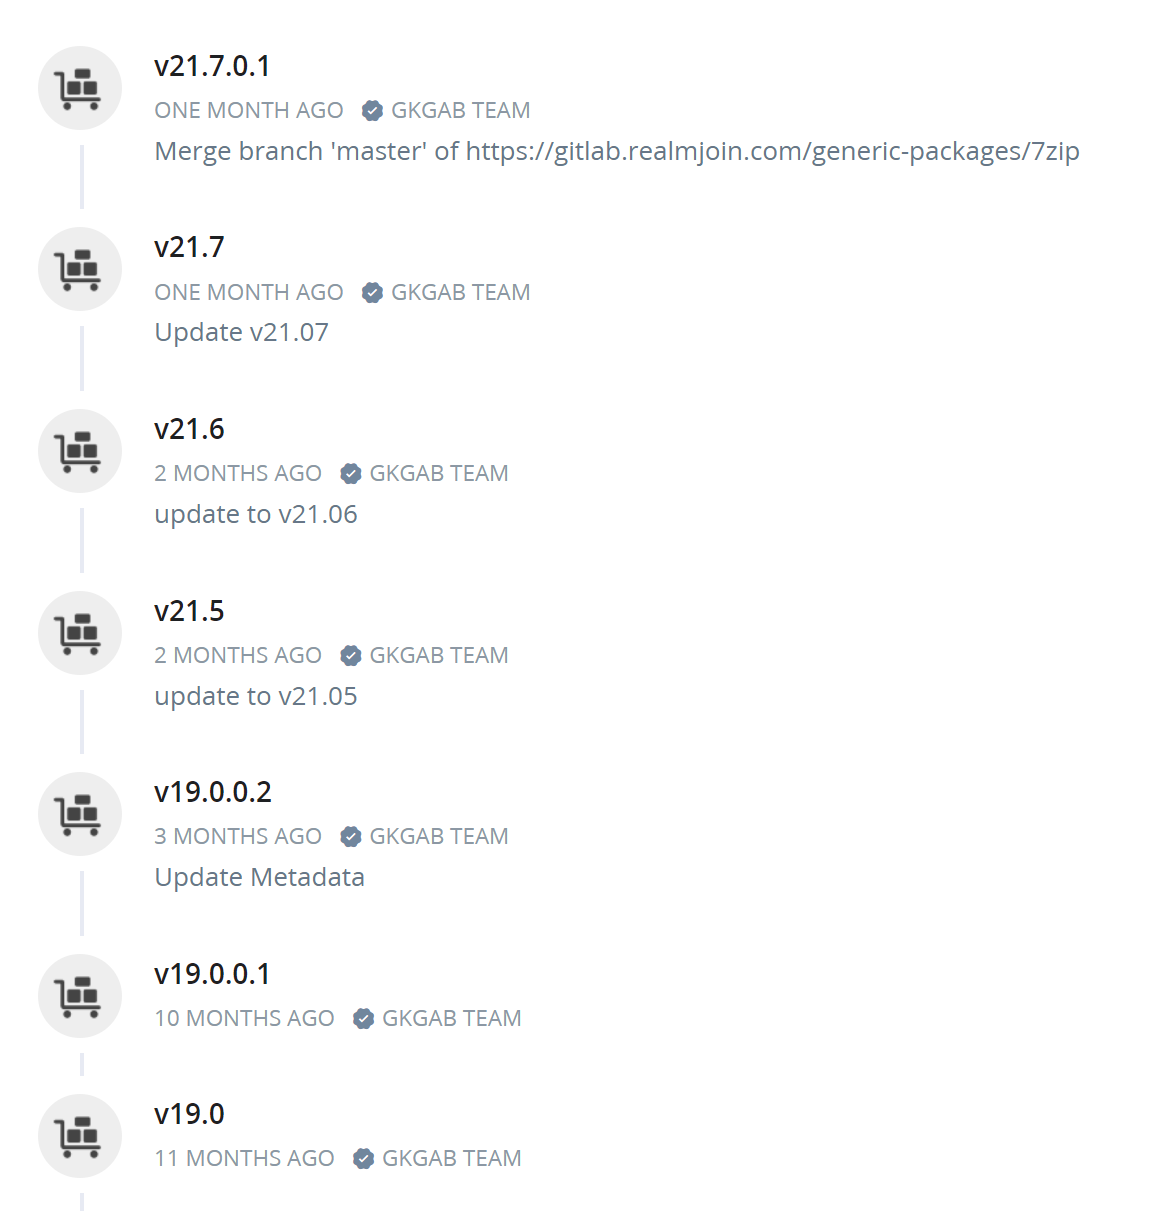 v21.7.0.1
ONE MONTH AGO GKGAB TEAM
Merge branch 'master' of https://gitlab.realmjoin.com/generic-packages/7zip
v21.7
ONE MONTH AGO GKGAB TEAM
Update v21.07
v21.6
2 MONTHS AGO GKGAB TEAM
update to v21.06
v21.5
2 MONTHS AGO GKGAB TEAM
update to v21.05
v19.0.0.2
3 MONTHS AGO GKGAB TEAM
Update Metadata
v19.0.0.1
10 MONTHS AGO GKGAB TEAM
v19.0
11 MONTHS AGO GKGAB TEAM